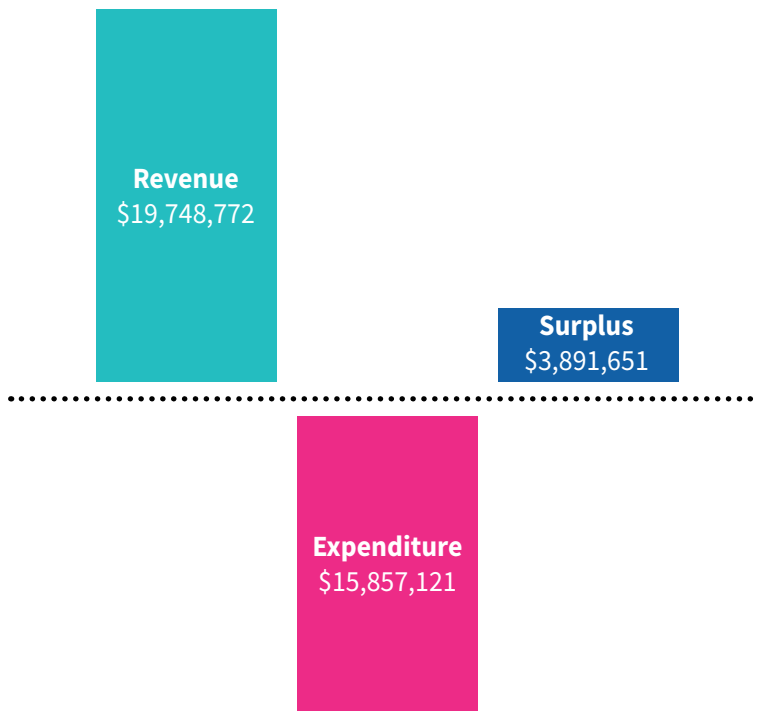 Revenue
$19,748,772
Surplus
$3,891,651
Expenditure
$15,857,121